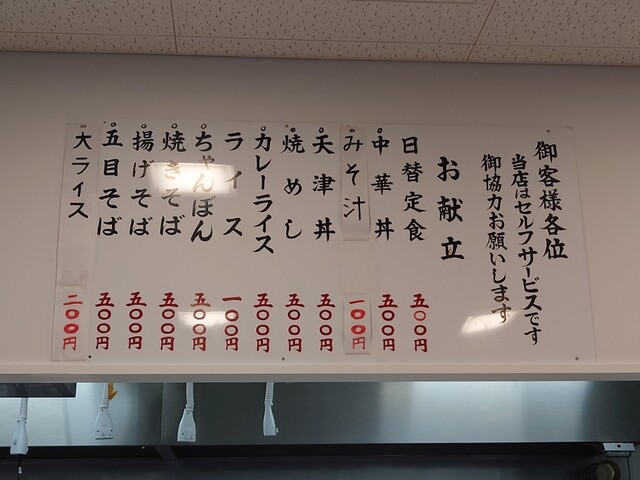 御客様各位
当店はセルフサービスです
御協力お願いします
お献立
日替定食 五〇〇円
中華丼 五〇〇円
みそ汁 一〇〇円
天津丼 五〇〇円
焼めし 五〇〇円
カレーライス 五〇〇円
ライス 一〇〇円
ちゃんぽん 五〇〇円
焼きそば 五〇〇円
揚げそば 五〇〇円
五目そば 五〇〇円
大ライス 二〇〇円